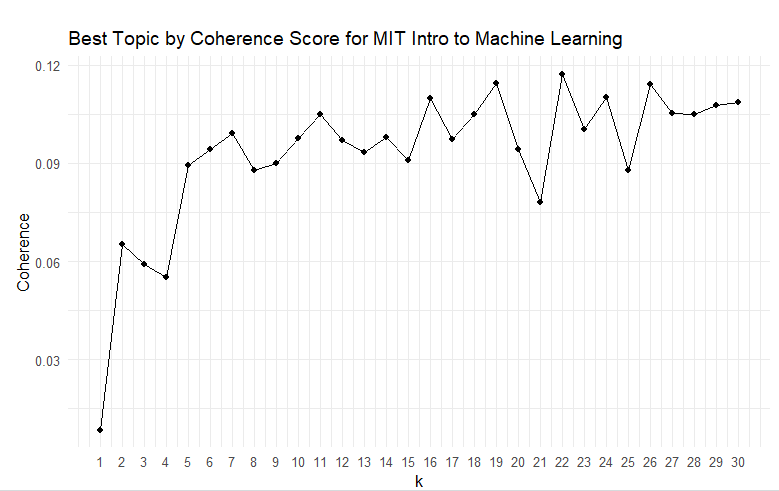 Best Topic by Coherence Score for MIT Intro to Machine Learning
0.12
0.09
0.06
0.03
Coherence
1 2 3 4 5 6 7 8 9 10 11 12 13 14 15 16 17 18 19 20 21 22 23 24 25 26 27 28 29 30
k